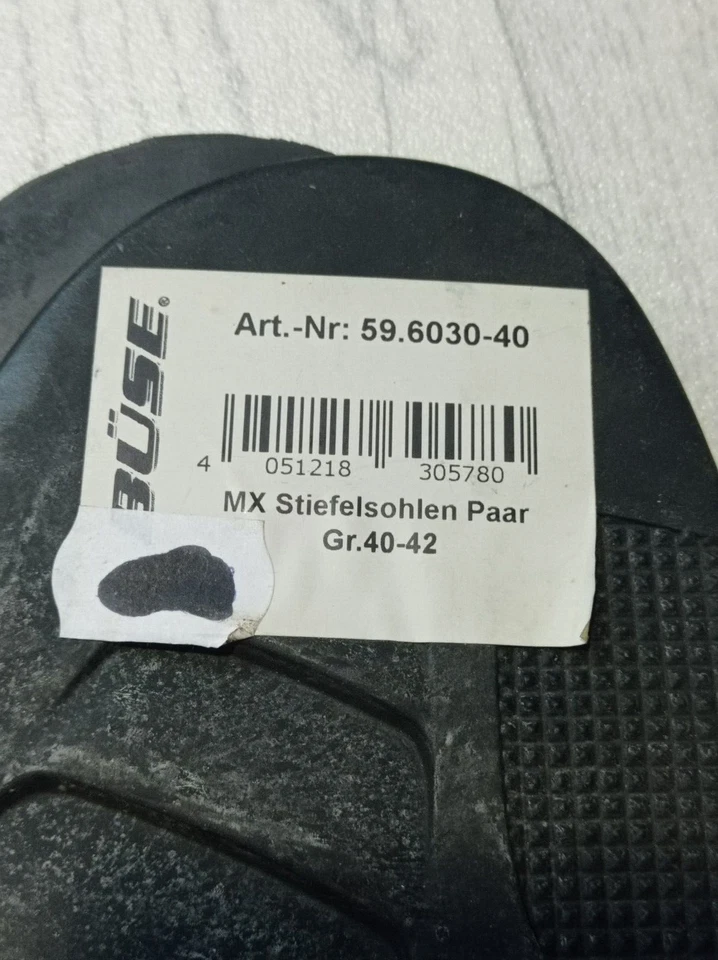 BÜSE®
Art.-Nr: 59.6030-40
4 051218 305780
MX Stiefelsohlen Paar
Gr.40-42